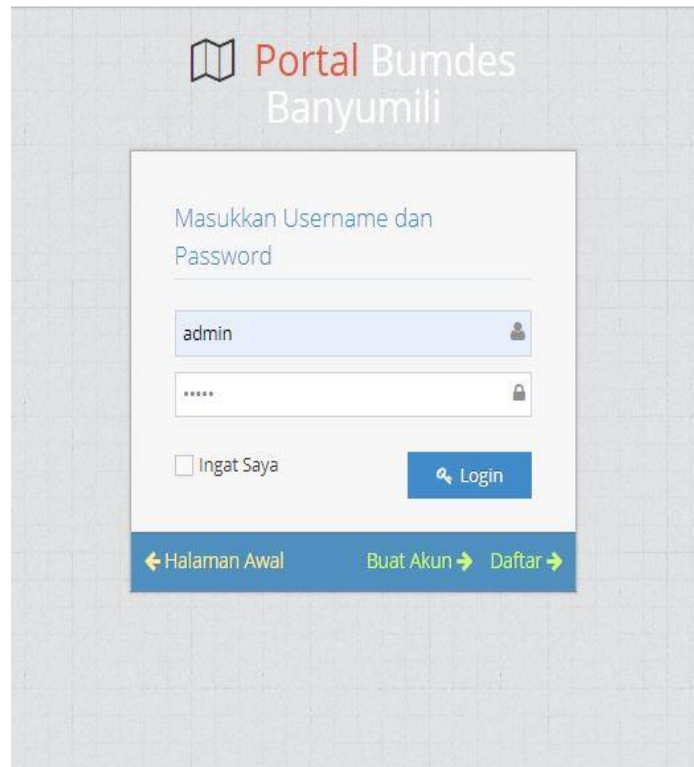 Portal Bumdes
Banyumili
Masukkan Username dan
Password
admin
•••••
Ingat Saya
Login
Halaman Awal
Buat Akun
Daftar